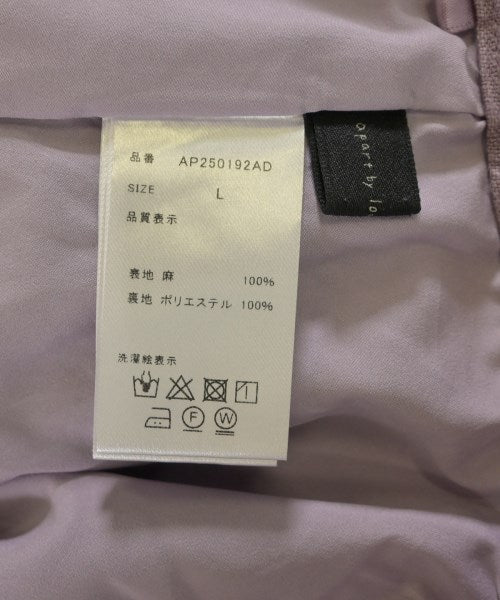 品番 AP250192AD
SIZE L
品質表示
表地 麻 100%
裏地 ポリエステル 100%
洗濯絵表示
F W
apart by lo